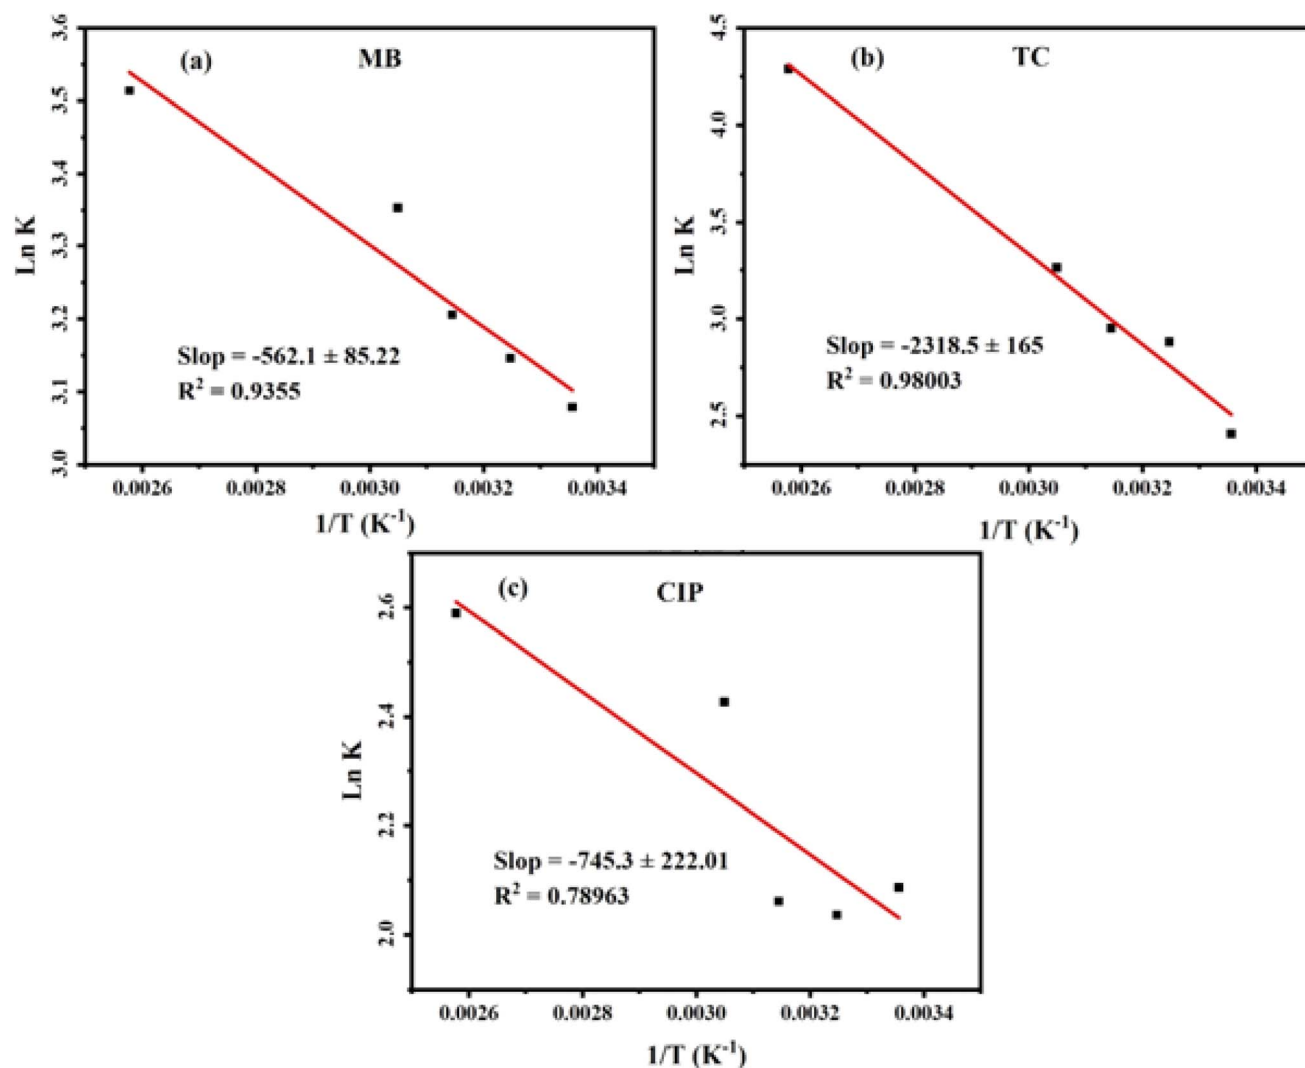 (a) MB
Ln K
3.6
3.5
3.4
3.3
3.2
3.1
3.0
Slop = -562.1 ± 85.22
R² = 0.9355
0.0026 0.0028 0.0030 0.0032 0.0034
1/T (K⁻¹)
(b) TC
Ln K
4.5
4.0
3.5
3.0
2.5
Slop = -2318.5 ± 165
R² = 0.98003
0.0026 0.0028 0.0030 0.0032 0.0034
1/T (K⁻¹)
(c) CIP
Ln K
2.6
2.4
2.2
2.0
Slop = -745.3 ± 222.01
R² = 0.78963
0.0026 0.0028 0.0030 0.0032 0.0034
1/T (K⁻¹)